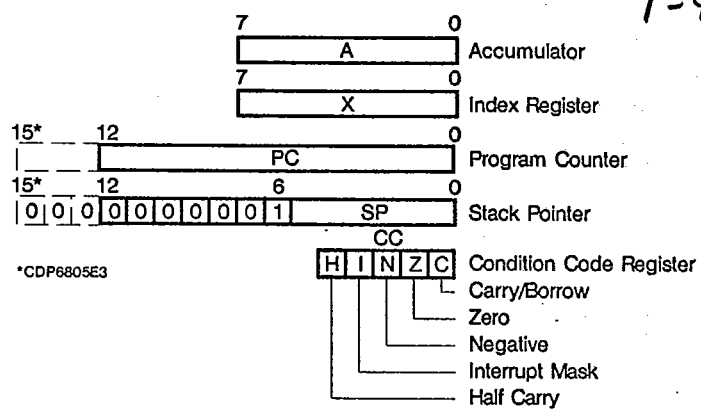 7 0
A Accumulator
7 0
X Index Register
15* 12 0
PC Program Counter
15* 12 6 0
0 0 0 0 0 0 0 0 0 1 SP Stack Pointer
CC
H I N Z C Condition Code Register
*CDP6805E3
Carry/Borrow
Zero
Negative
Interrupt Mask
Half Carry